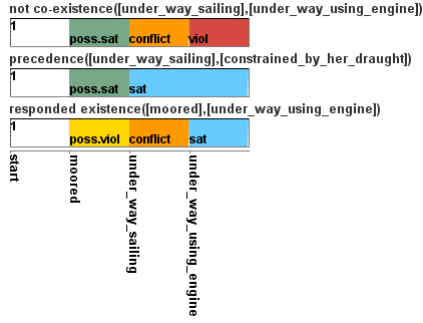 not co-existence([under_way_sailing],[under_way_using_engine])
1
poss.sat conflict viol
precedence([under_way_sailing],[constrained_by_her_draught])
1
poss.sat sat
responded existence([moored],[under_way_using_engine])
1
poss.viol conflict sat
start
moored
under_way_sailing
under_way_using_engine